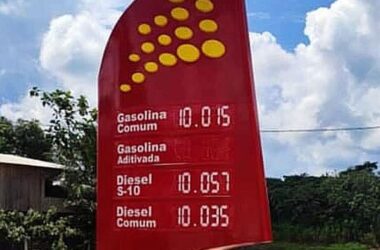 Gasolina
Comum 10.015
Gasolina
Aditivada
Diesel
S-10 10.057
Diesel
Comum 10.035